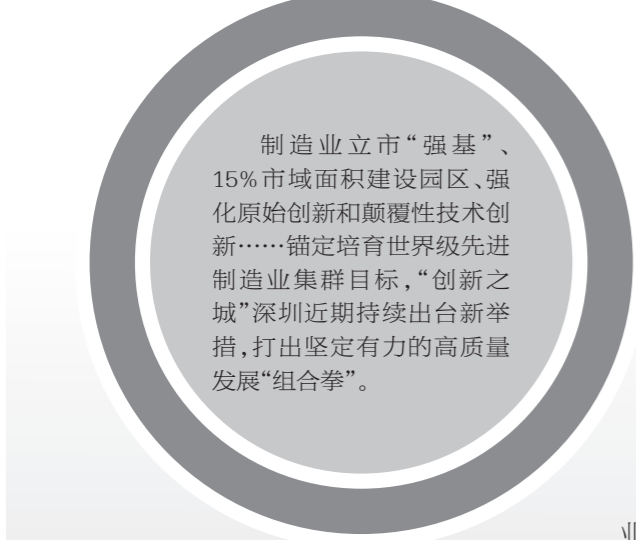 制造业立市“强基”、
15%市域面积建设园区、强
化原始创新和颠覆性技术创
新……锚定培育世界级先进
制造业集群目标，“创新之
城”深圳近期持续出台新举
措，打出坚定有力的高质量
发展“组合拳”。